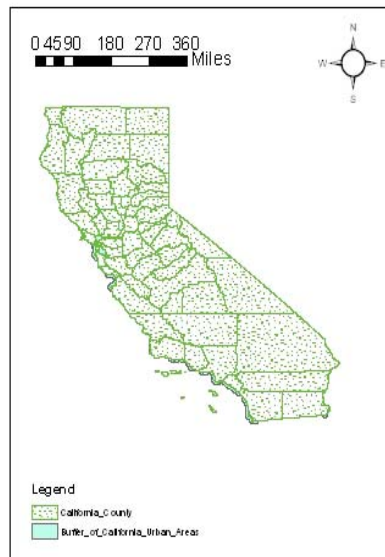 0 45 90 180 270 360
Miles
N
W E
S
Legend
California_County
Buffer_of_California_Urban_Areas